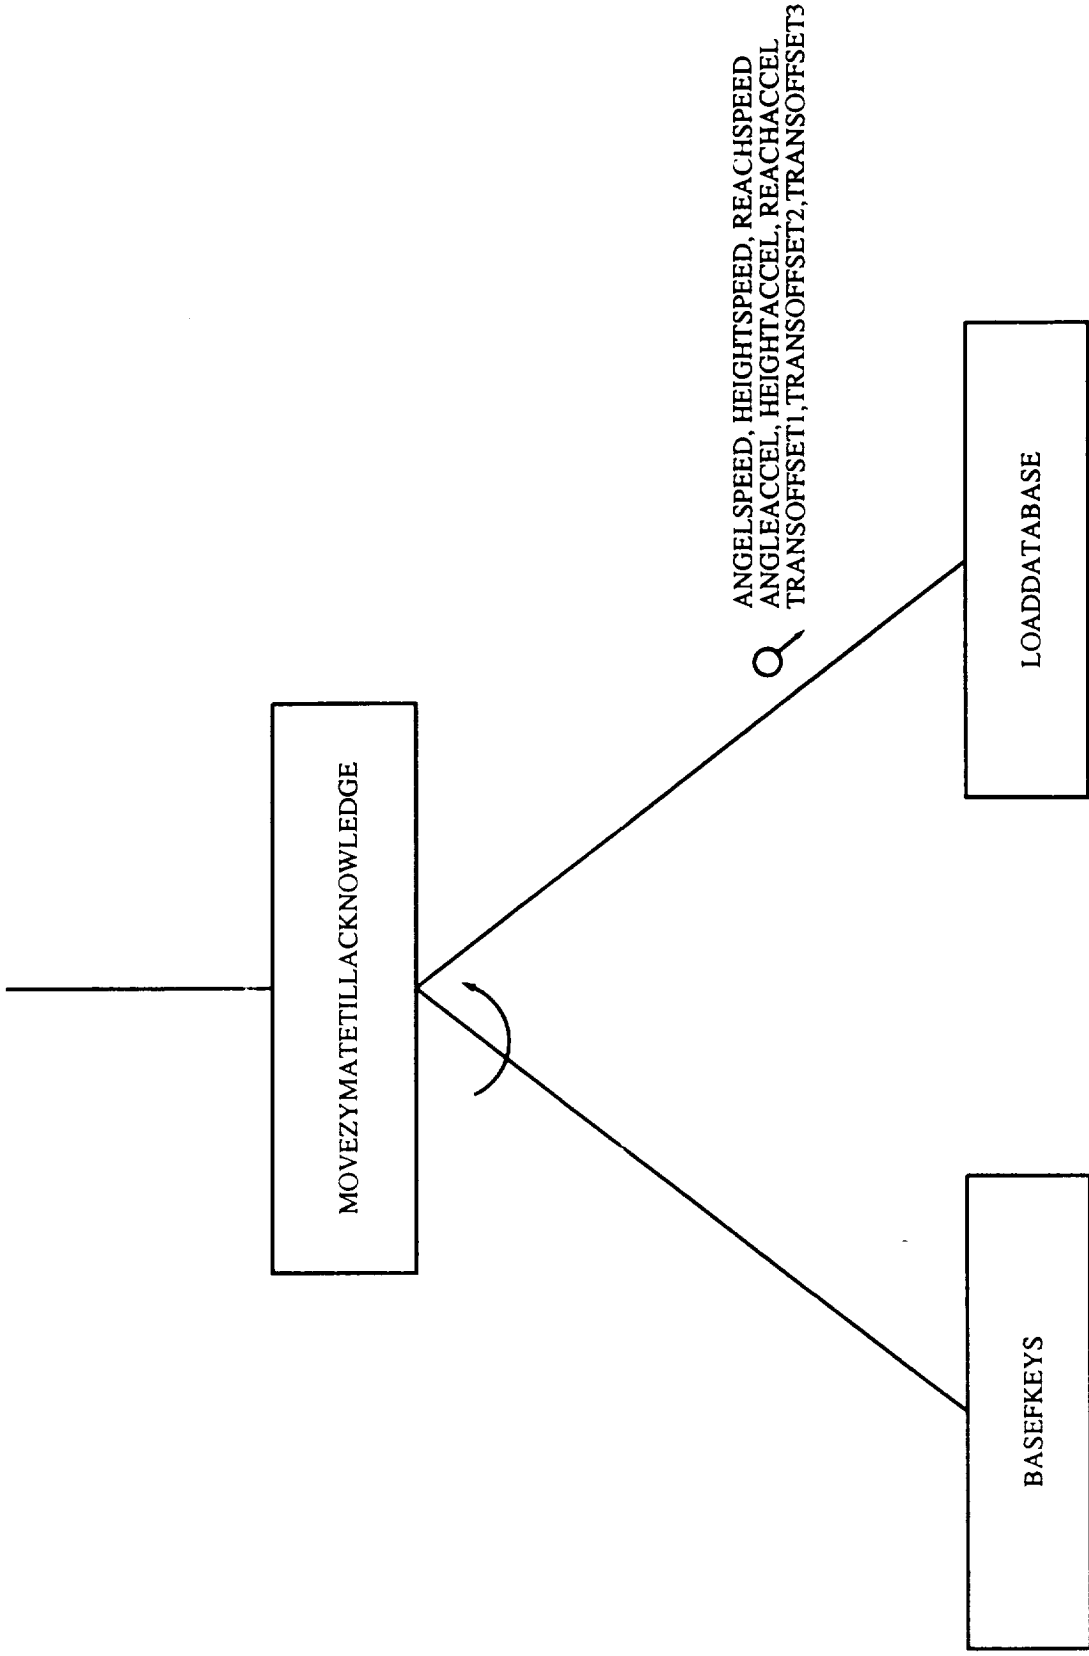 MOVEZYMATETILLACKNOWLEDGE
ANGELSPEED, HEIGHTSPEED, REACHSPEED
ANGLEACCEL, HEIGHTACCEL, REACHACCEL
TRANSOFFSET1,TRANSOFFSET2,TRANSOFFSET3
BASEFKEYS
LOADDATABASE